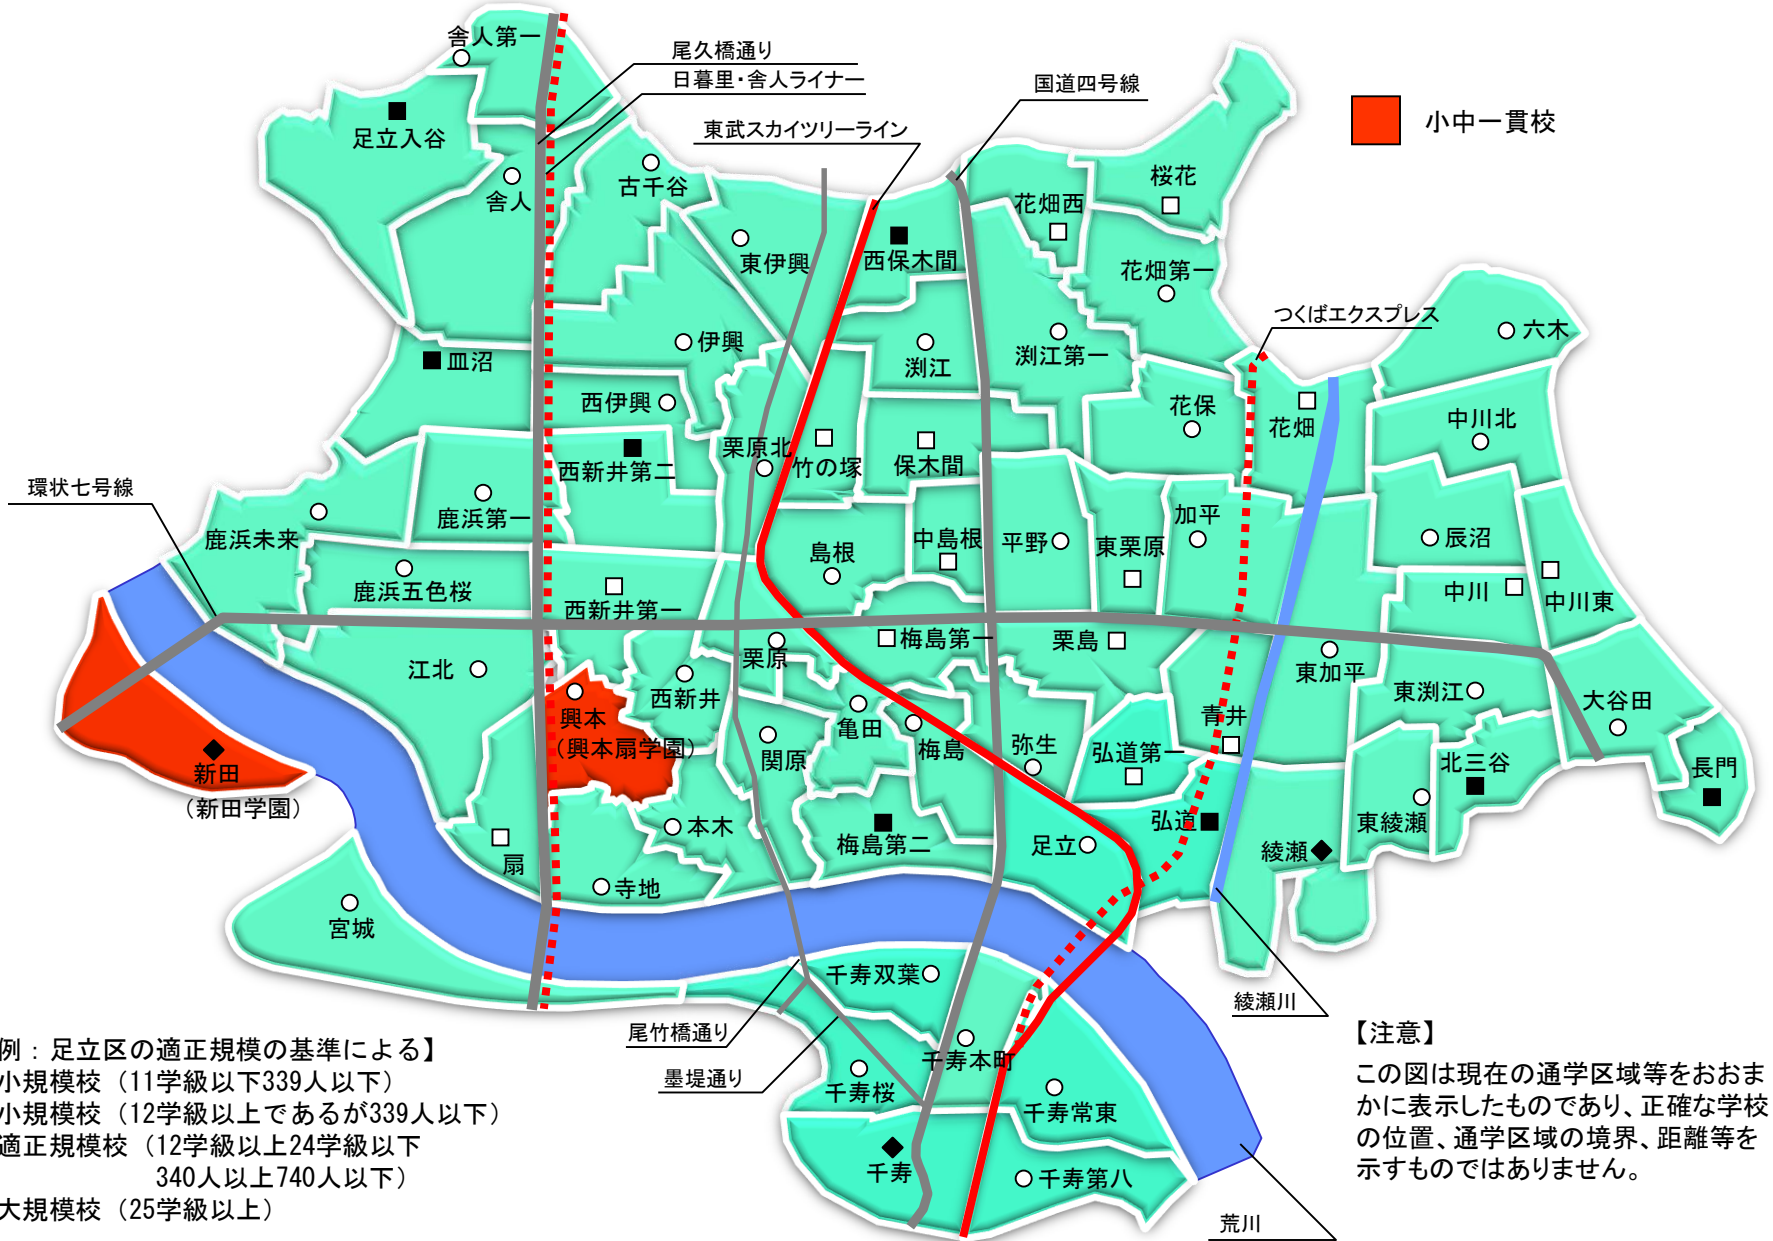 舎人第一
尾久橋通り
日暮里・舎人ライナー
国道四号線
東武スカイツリーライン
小中一貫校
足立入谷
舎人
古千谷
桜花
花畑西
東伊興
西保木間
花畑第一
つくばエクスプレス
六木
伊興
渕江
渕江第一
皿沼
西伊興
花保
花畑
中川北
栗原北
竹の塚
保木間
西新井第二
環状七号線
鹿浜第一
加平
鹿浜未来
島根
中島根
平野
東栗原
辰沼
鹿浜五色桜
西新井第一
中川
中川東
江北
栗原
梅島第一
栗島
東加平
東渕江
大谷田
西新井
興本
(興本扇学園)
亀田
梅島
弥生
青井
弘道第一
関原
北三谷
長門
新田
(新田学園)
本木
梅島第二
足立
弘道
綾瀬
東綾瀬
扇
寺地
宮城
千寿双葉
綾瀬川
尾竹橋通り
千寿本町
墨堤通り
千寿桜
千寿常東
千寿
千寿第八
荒川
例：足立区の適正規模の基準による】
小規模校（11学級以下339人以下）
小規模校（12学級以上であるが339人以下）
適正規模校（12学級以上24学級以下
340人以上740人以下）
大規模校（25学級以上）
【注意】
この図は現在の通学区域等をおおま
かに表示したものであり、正確な学校
の位置、通学区域の境界、距離等を
示すものではありません。